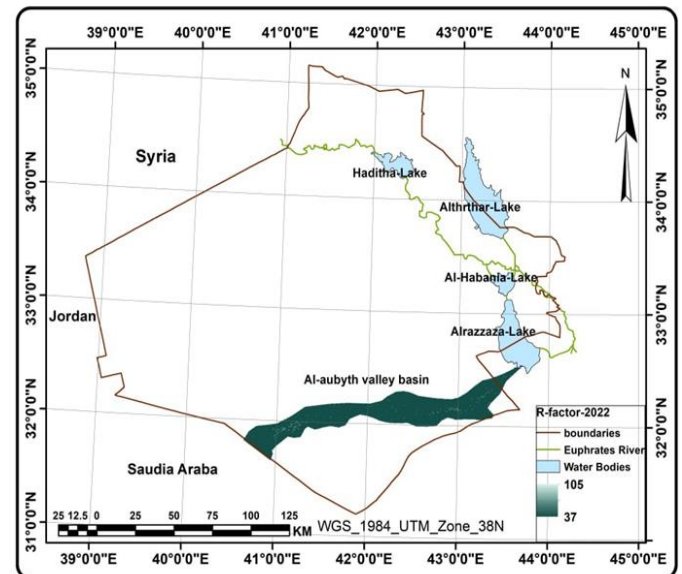 39°0'0"E 40°0'0"E 41°0'0"E 42°0'0"E 43°0'0"E 44°0'0"E 45°0'0"E
35°0'0"N
35°0'0"N
N
Syria
Haditha-Lake
34°0'0"N
34°0'0"N
Althrthar-Lake
Al-Habania-Lake
33°0'0"N
33°0'0"N
Jordan
Alrazzaza-Lake
Al-aubyth valley basin
32°0'0"N
32°0'0"N
R-factor-2022
boundaries
Euphrates River
Water Bodies
105
37
Saudia Araba
31°0'0"N
25 12.5 0 25 50 75 100 125
KM
WGS_1984_UTM_Zone_38N
39°0'0"E 40°0'0"E 41°0'0"E 42°0'0"E 43°0'0"E 44°0'0"E 45°0'0"E